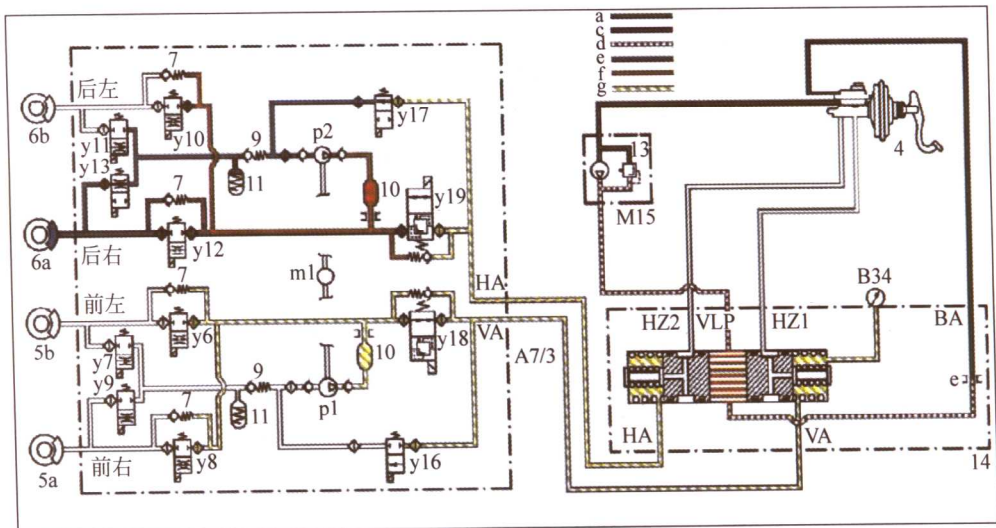 a
c
d
e
f
g
7
后左
6b
y11
y10
y13
9
p2
y17
11
10
y19
7
6a
后右
y12
m1
4
13
M15
前左
7
HA
VA
5b
y6
y7
y9
y18
A7/3
9
10
11
p1
7
5a
前右
y8
y16
HZ2
VLP
HZ1
B34
BA
e
HA
VA
14